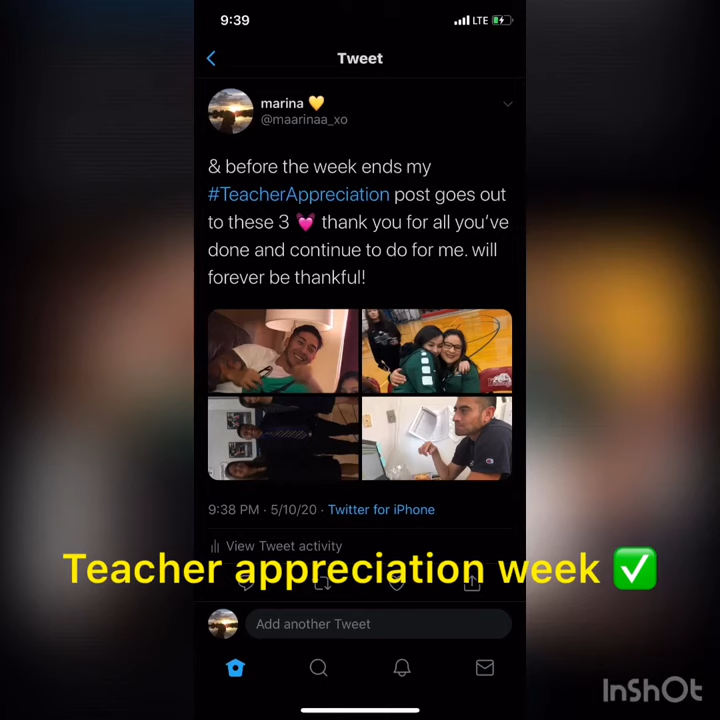 9:39
LTE
Tweet
marina 💛
@maarinaa_xo
& before the week ends my
#TeacherAppreciation post goes out
to these 3 💓 thank you for all you’ve
done and continue to do for me. will
forever be thankful!
9:38 PM · 5/10/20 · Twitter for iPhone
View Tweet activity
Teacher appreciation week ✅
Add another Tweet
InShOt